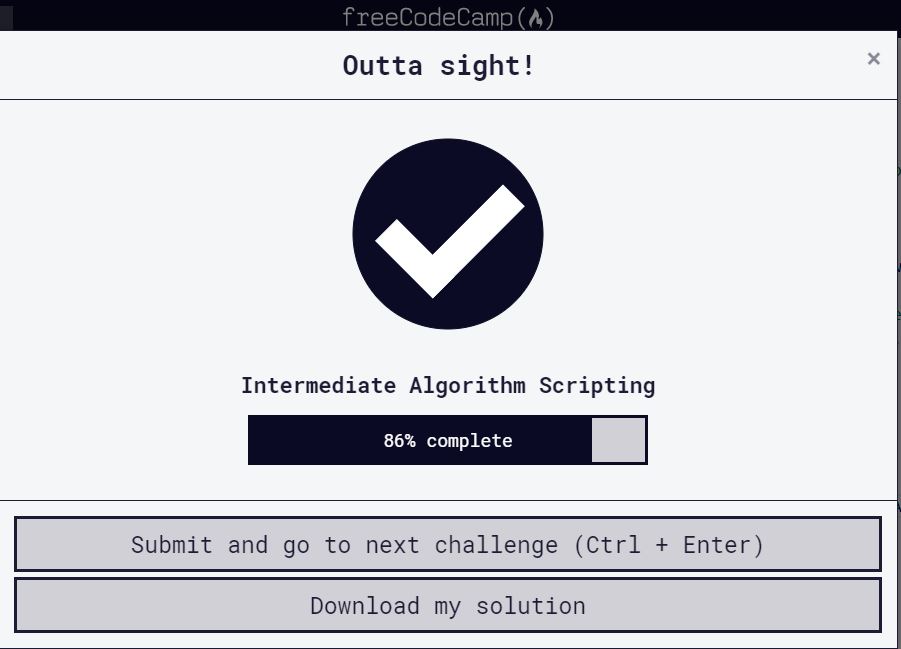 freeCodeCamp(🔥)
Outta sight!
×
Intermediate Algorithm Scripting
86% complete
Submit and go to next challenge (Ctrl + Enter)
Download my solution